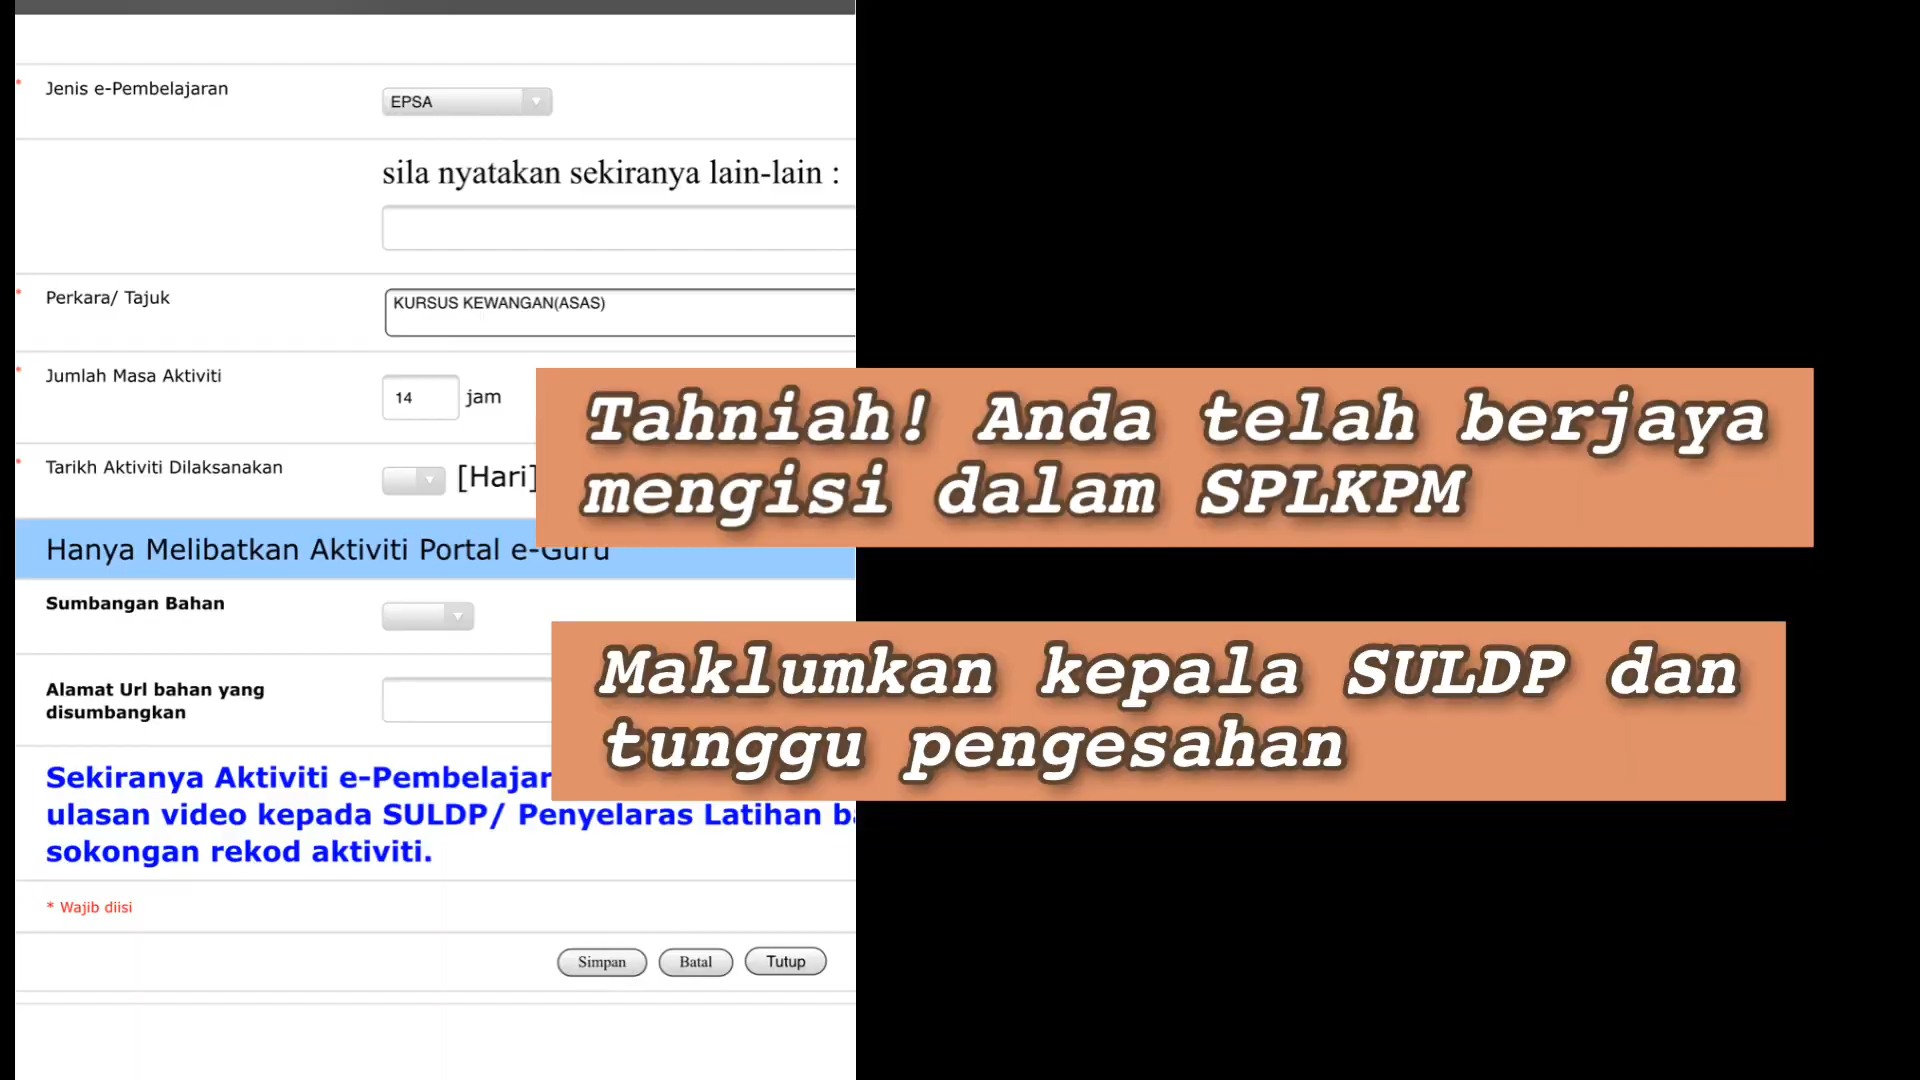 * Jenis e-Pembelajaran
EPSA
sila nyatakan sekiranya lain-lain :
* Perkara/ Tajuk
KURSUS KEWANGAN(ASAS)
* Jumlah Masa Aktiviti
14 jam
* Tarikh Aktiviti Dilaksanakan
[Hari]
Tahniah! Anda telah berjaya
mengisi dalam SPLKPM
Hanya Melibatkan Aktiviti Portal e-Guru
Sumbangan Bahan
Maklumkan kepala SULDP dan
tunggu pengesahan
Alamat Url bahan yang
disumbangkan
Sekiranya Aktiviti e-Pembelajar
ulasan video kepada SULDP/ Penyelaras Latihan
sokongan rekod aktiviti.
* Wajib diisi
Simpan Batal Tutup